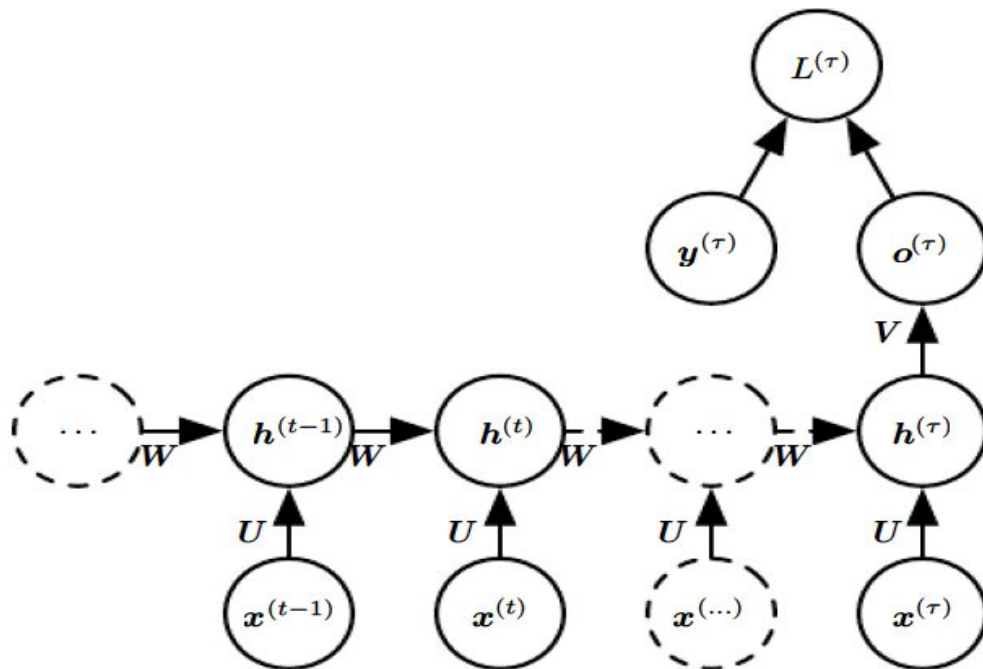 L^{(τ)}
y^{(τ)} o^{(τ)}
V
... h^{(t−1)} h^{(t)} ... h^{(τ)}
W W W W
U U U U
x^{(t−1)} x^{(t)} x^{(...)} x^{(τ)}